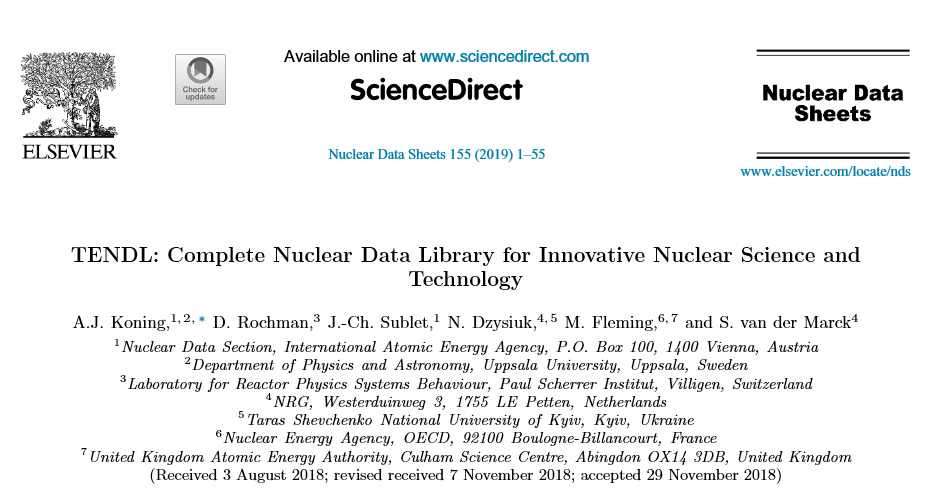 Available online at www.sciencedirect.com
ELSEVIER
Check for
updates
ScienceDirect
Nuclear Data Sheets 155 (2019) 1–55
Nuclear Data
Sheets
www.elsevier.com/locate/nds
TENDL: Complete Nuclear Data Library for Innovative Nuclear Science and
Technology
A.J. Koning,1, 2, * D. Rochman,3 J.-Ch. Sublet,1 N. Dzysiuk,4, 5 M. Fleming,6, 7 and S. van der Marck4
1Nuclear Data Section, International Atomic Energy Agency, P.O. Box 100, 1400 Vienna, Austria
2Department of Physics and Astronomy, Uppsala University, Uppsala, Sweden
3Laboratory for Reactor Physics Systems Behaviour, Paul Scherrer Institut, Villigen, Switzerland
4NRG, Westerduinweg 3, 1755 LE Petten, Netherlands
5Taras Shevchenko National University of Kyiv, Kyiv, Ukraine
6Nuclear Energy Agency, OECD, 92100 Boulogne-Billancourt, France
7United Kingdom Atomic Energy Authority, Culham Science Centre, Abingdon OX14 3DB, United Kingdom
(Received 3 August 2018; revised received 7 November 2018; accepted 29 November 2018)